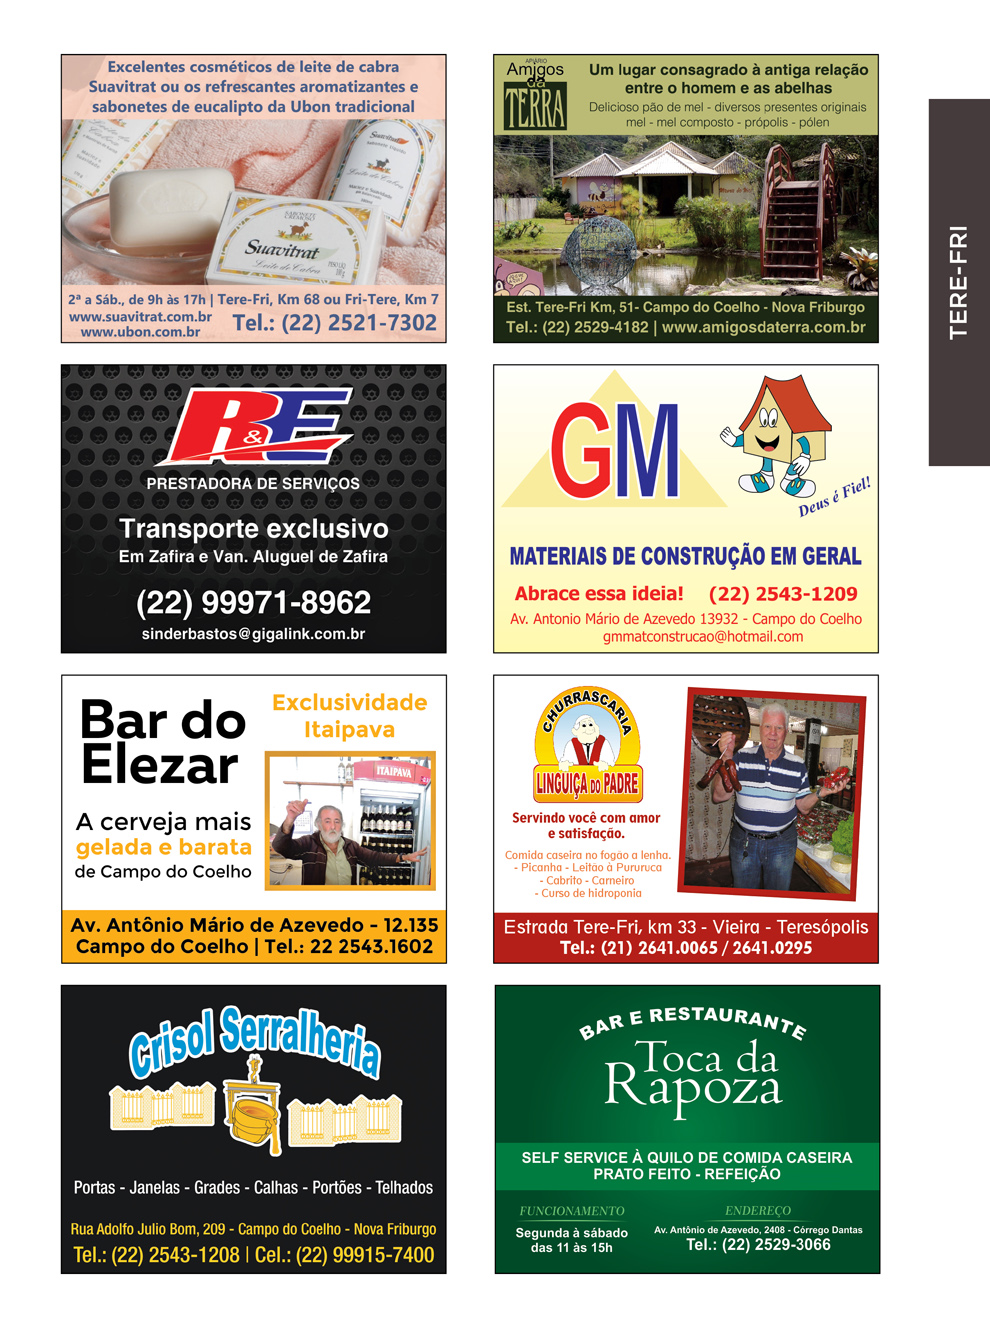 Excelentes cosméticos de leite de cabra
Suavitrat ou os refrescantes aromatizantes e
sabonetes de eucalipto da Ubon tradicional
Suavitrat
Sabonete Líquido
Leite de Cabra
SABONETE
CREMOSO
Suavitrat
Leite de Cabra
2ª a Sáb., de 9h às 17h | Tere-Fri, Km 68 ou Fri-Tere, Km 7
www.suavitrat.com.br
www.ubon.com.br
Tel.: (22) 2521-7302
APIÁRIO
Amigos
da
TERRA
Um lugar consagrado à antiga relação
entre o homem e as abelhas
Delicioso pão de mel - diversos presentes originais
mel - mel composto - própolis - pólen
Est. Tere-Fri Km, 51- Campo do Coelho - Nova Friburgo
Tel.: (22) 2529-4182 | www.amigosdaterra.com.br
TERE-FRI
R&E
PRESTADORA DE SERVIÇOS
Transporte exclusivo
Em Zafira e Van. Aluguel de Zafira
(22) 99971-8962
sinderbastos@gigalink.com.br
GM
Deus é Fiel!
MATERIAIS DE CONSTRUÇÃO EM GERAL
Abrace essa ideia! (22) 2543-1209
Av. Antonio Mário de Azevedo 13932 - Campo do Coelho
gmmatconstrucao@hotmail.com
Bar do
Elezar
Exclusividade
Itaipava
ITAIPAVA
A cerveja mais
gelada e barata
de Campo do Coelho
Av. Antônio Mário de Azevedo - 12.135
Campo do Coelho | Tel.: 22 2543.1602
CHURRASCARIA
LINGUIÇA DO PADRE
Servindo você com amor
e satisfação.
Comida caseira no fogão a lenha.
- Picanha - Leitão à Pururuca
- Cabrito - Carneiro
- Curso de hidroponia
Estrada Tere-Fri, km 33 - Vieira - Teresópolis
Tel.: (21) 2641.0065 / 2641.0295
Crisol Serralheria
Portas - Janelas - Grades - Calhas - Portões - Telhados
Rua Adolfo Julio Bom, 209 - Campo do Coelho - Nova Friburgo
Tel.: (22) 2543-1208 | Cel.: (22) 99915-7400
BAR E RESTAURANTE
Toca da
Rapoza
SELF SERVICE À QUILO DE COMIDA CASEIRA
PRATO FEITO - REFEIÇÃO
FUNCIONAMENTO
Segunda à sábado
das 11 às 15h
ENDEREÇO
Av. Antônio de Azevedo, 2408 - Córrego Dantas
Tel.: (22) 2529-3066